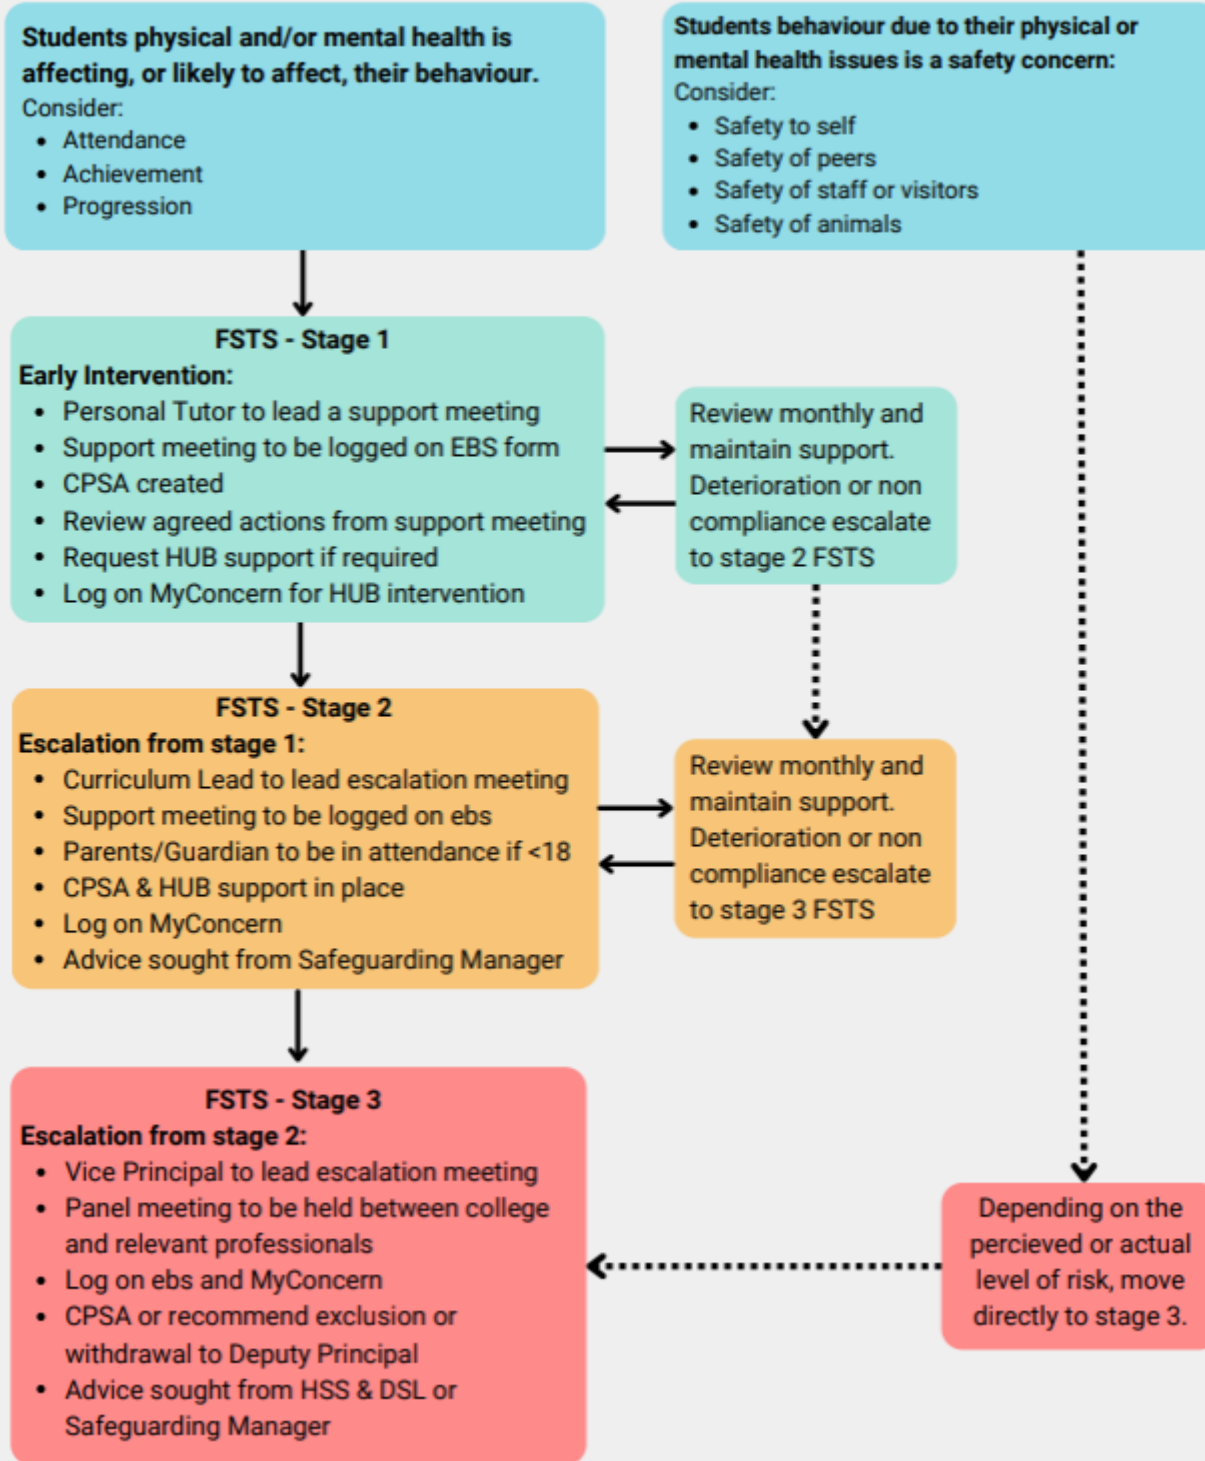 Students physical and/or mental health is
affecting, or likely to affect, their behaviour.
Consider:
• Attendance
• Achievement
• Progression
Students behaviour due to their physical or
mental health issues is a safety concern:
Consider:
• Safety to self
• Safety of peers
• Safety of staff or visitors
• Safety of animals
FSTS - Stage 1
Early Intervention:
• Personal Tutor to lead a support meeting
• Support meeting to be logged on EBS form
• CPSA created
• Review agreed actions from support meeting
• Request HUB support if required
• Log on MyConcern for HUB intervention
Review monthly and
maintain support.
Deterioration or non
compliance escalate
to stage 2 FSTS
FSTS - Stage 2
Escalation from stage 1:
• Curriculum Lead to lead escalation meeting
• Support meeting to be logged on ebs
• Parents/Guardian to be in attendance if <18
• CPSA & HUB support in place
• Log on MyConcern
• Advice sought from Safeguarding Manager
Review monthly and
maintain support.
Deterioration or non
compliance escalate
to stage 3 FSTS
FSTS - Stage 3
Escalation from stage 2:
• Vice Principal to lead escalation meeting
• Panel meeting to be held between college
and relevant professionals
• Log on ebs and MyConcern
• CPSA or recommend exclusion or
withdrawal to Deputy Principal
• Advice sought from HSS & DSL or
Safeguarding Manager
Depending on the
percieved or actual
level of risk, move
directly to stage 3.